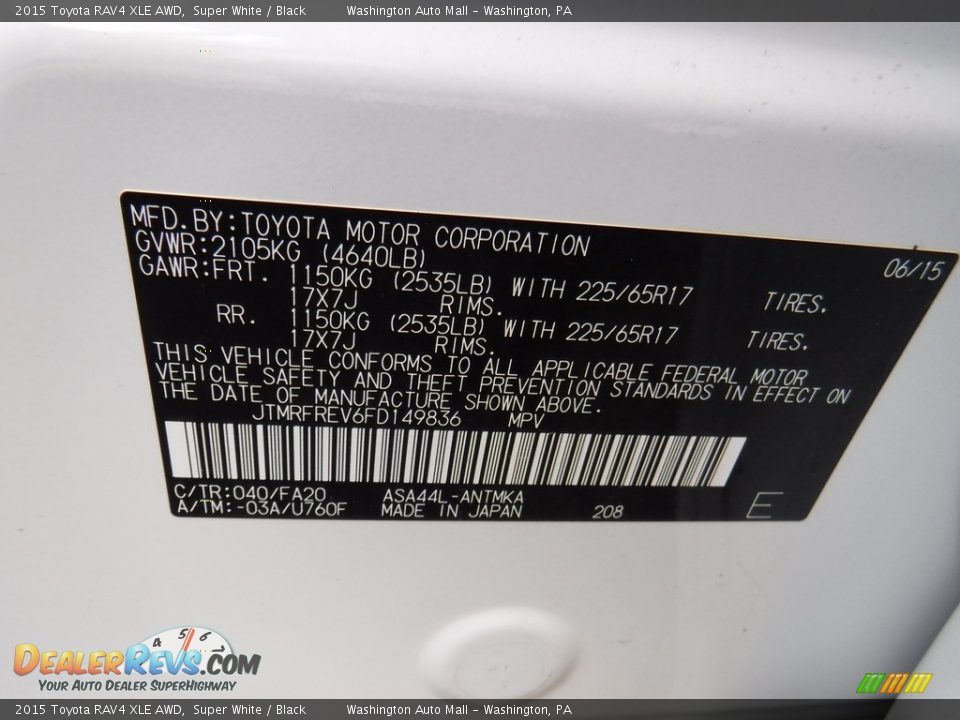 2015 Toyota RAV4 XLE AWD, Super White / Black Washington Auto Mall - Washington, PA
MFD.BY:TOYOTA MOTOR CORPORATION 06/15
GVWR:2105KG (4640LB)
GAWR:FRT. 1150KG (2535LB) WITH 225/65R17 TIRES.
17X7J RIMS.
RR. 1150KG (2535LB) WITH 225/65R17 TIRES.
17X7J RIMS.
THIS VEHICLE CONFORMS TO ALL APPLICABLE FEDERAL MOTOR
VEHICLE SAFETY AND THEFT PREVENTION STANDARDS IN EFFECT ON
THE DATE OF MANUFACTURE SHOWN ABOVE.
JTMRFREV6FD149836 MPV
C/TR:040/FA20 ASA44L-ANTMKA
A/TM:-03A/U760F MADE IN JAPAN 208 E
4 5 6 7
DealerRevs.com
Your Auto Dealer SuperHighway
2015 Toyota RAV4 XLE AWD, Super White / Black Washington Auto Mall - Washington, PA